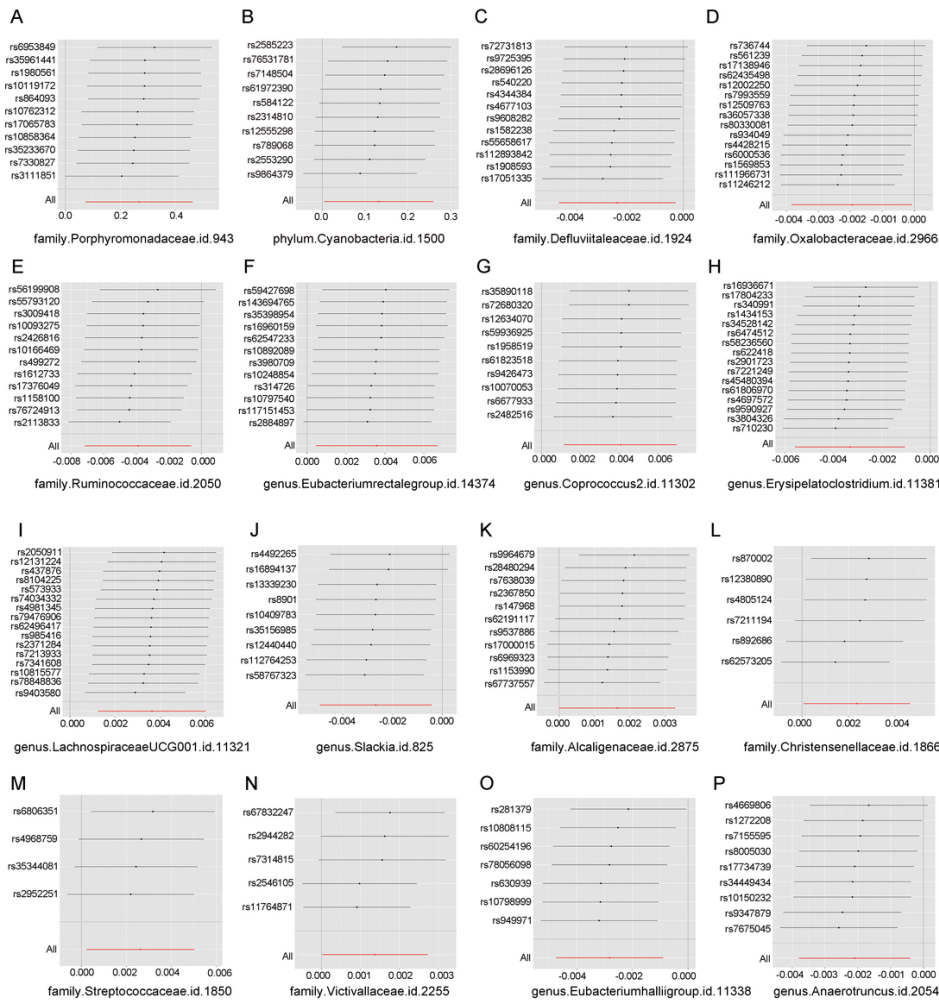 A
rs6953849
rs35961441
rs1980561
rs10119172
rs864093
rs10762312
rs17065783
rs10858364
rs35233670
rs7330827
rs3111851
All
0.0 0.2 0.4
family.Porphyromonadaceae.id.943
B
rs2585223
rs76531781
rs7148504
rs61972390
rs584122
rs2314810
rs12555298
rs789068
rs2553290
rs9864379
All
0.0 0.1 0.2 0.3
phylum.Cyanobacteria.id.1500
C
rs72731813
rs9725395
rs28696126
rs540220
rs4344384
rs4677103
rs9608282
rs1582238
rs55658617
rs112893842
rs1908593
rs17051335
All
-0.004 -0.002 0.000
family.Defluviitaleaceae.id.1924
D
rs736744
rs561239
rs17138946
rs62435498
rs12002250
rs7993559
rs12509763
rs36057338
rs80330081
rs934049
rs4428215
rs6000536
rs1569853
rs111966731
rs11246212
All
-0.004 -0.003 -0.002 -0.001 0.000
family.Oxalobacteraceae.id.2966
E
rs56199908
rs55793120
rs3009418
rs10093275
rs2426816
rs10166469
rs499272
rs1612733
rs17376049
rs1158100
rs76724913
rs2113833
All
-0.008 -0.006 -0.004 -0.002 0.000
family.Ruminococcaceae.id.2050
F
rs59427698
rs143694765
rs35398954
rs16960159
rs62547233
rs10892089
rs3980709
rs10248854
rs314726
rs10797540
rs117151453
rs2884897
All
0.000 0.002 0.004 0.006
genus.Eubacteriumrectalegroup.id.14374
G
rs35890118
rs72680320
rs12634070
rs59936925
rs1958519
rs61823518
rs9426473
rs10070053
rs6677933
rs2482516
All
0.000 0.002 0.004 0.006
genus.Coprococcus2.id.11302
H
rs16936671
rs17804233
rs340991
rs1434153
rs34528142
rs6474512
rs58236560
rs622418
rs2901723
rs7221249
rs45480394
rs61806970
rs4697572
rs9590927
rs3804326
rs710230
All
-0.006 -0.004 -0.002 0.000
genus.Erysipelatoclostridium.id.11381
I
rs2050911
rs12131224
rs437876
rs8104225
rs573933
rs74034332
rs4981345
rs79476906
rs62496417
rs985416
rs2371284
rs7213933
rs7341608
rs10815577
rs78848836
rs9403580
All
0.000 0.002 0.004 0.006
genus.LachnospiraceaeUCG001.id.11321
J
rs4492265
rs16894137
rs13339230
rs8901
rs10409783
rs35156985
rs12440440
rs112764253
rs58767323
All
-0.004 -0.002 0.000
genus.Slackia.id.825
K
rs9964679
rs28480294
rs7638039
rs2367850
rs147968
rs62191117
rs9537886
rs17000015
rs6969323
rs1153990
rs67737557
All
0.000 0.001 0.002 0.003
family.Alcaligenaceae.id.2875
L
rs870002
rs12380890
rs4805124
rs7211194
rs892686
rs62573205
All
0.000 0.002 0.004
family.Christensenellaceae.id.1866
M
rs6806351
rs4968759
rs35344081
rs2952251
All
0.000 0.002 0.004 0.006
family.Streptococcaceae.id.1850
N
rs67832247
rs2944282
rs7314815
rs2546105
rs11764871
All
0.000 0.001 0.002 0.003
family.Victivallaceae.id.2255
O
rs281379
rs10808115
rs60254196
rs78056098
rs630939
rs10798999
rs949971
All
-0.004 -0.002 0.000
genus.Eubacteriumhalliigroup.id.11338
P
rs4669806
rs1272208
rs7155595
rs8005030
rs17734739
rs34449434
rs10150232
rs9347879
rs7675045
All
-0.004 -0.003 -0.002 -0.001 0.000
genus.Anaerotruncus.id.2054